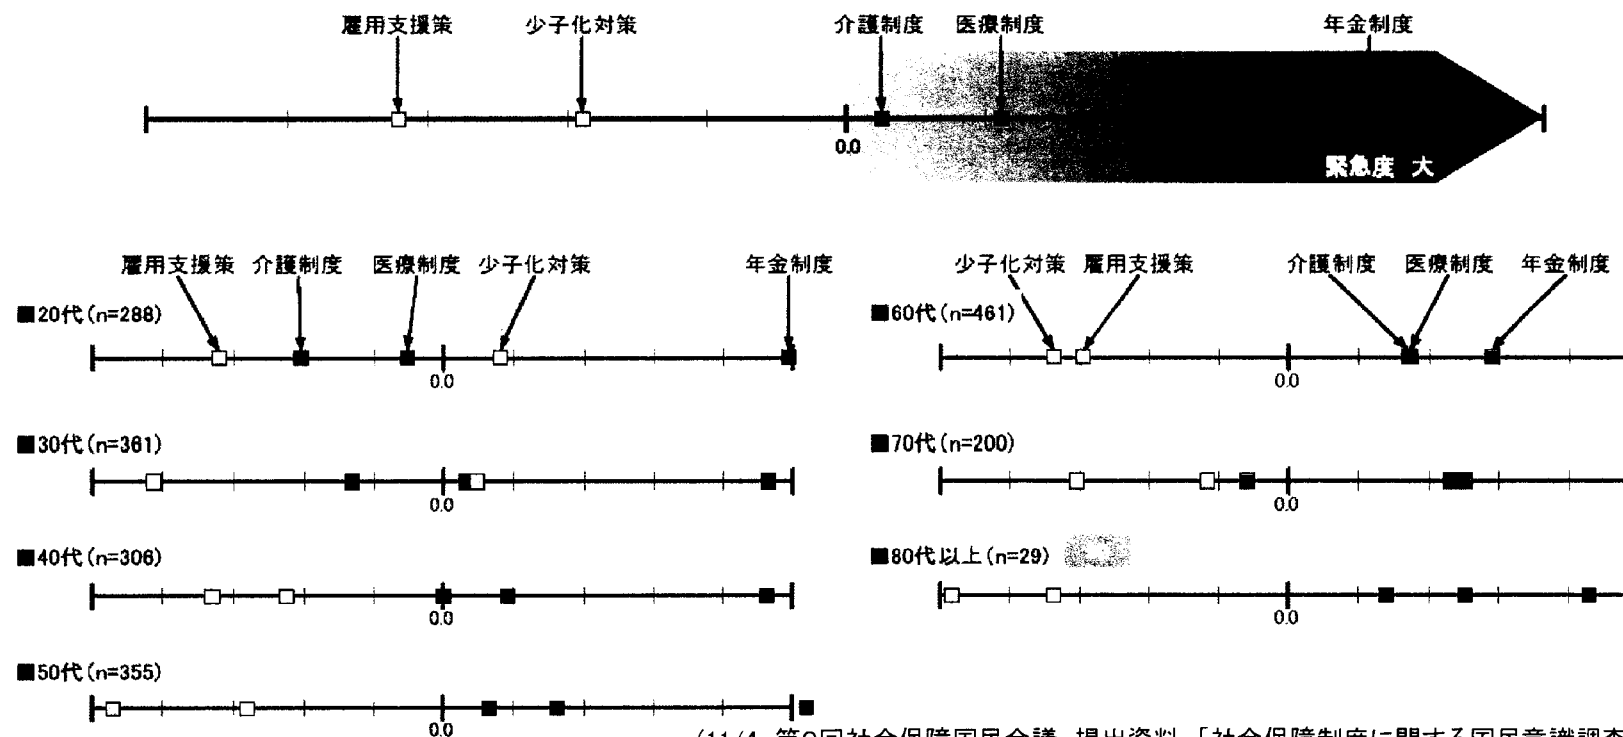 雇用支援策 少子化対策 介護制度 医療制度 年金制度
0.0
緊急度 大
雇用支援策 介護制度 医療制度 少子化対策 年金制度
■20代(n=288)
0.0
■30代(n=361)
0.0
■40代(n=306)
0.0
■50代(n=355)
0.0
少子化対策 雇用支援策 介護制度 医療制度 年金制度
■60代(n=461)
0.0
■70代(n=200)
0.0
■80代以上(n=29)
0.0